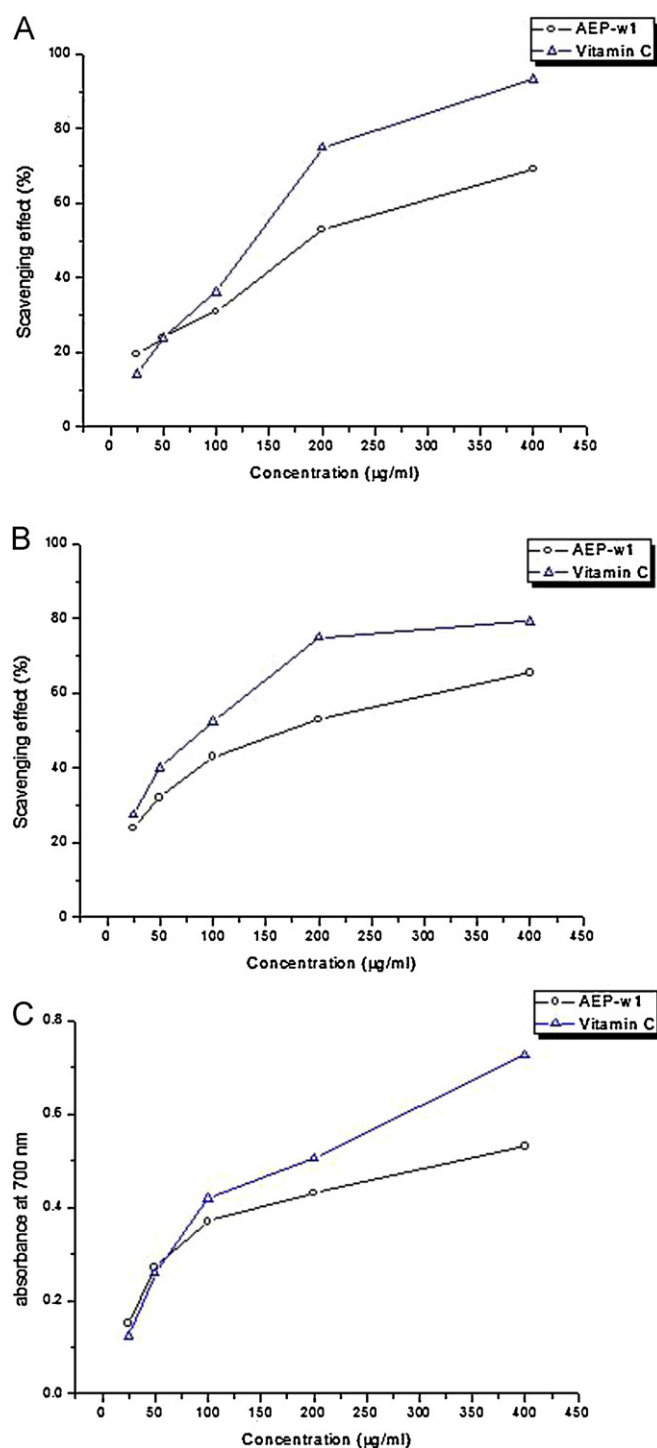 A
AEP-w1
Vitamin C
100
80
60
40
20
0
Scavenging effect (%)
0 50 100 150 200 250 300 350 400 450
Concentration (μg/ml)
B
AEP-w1
Vitamin C
100
80
60
40
20
0
Scavenging effect (%)
0 50 100 150 200 250 300 350 400 450
Concentration (μg/ml)
C
AEP-w1
Vitamin C
0.8
0.6
0.4
0.2
0.0
absorbance at 700 nm
0 50 100 150 200 250 300 350 400 450
Concentration (μg/ml)